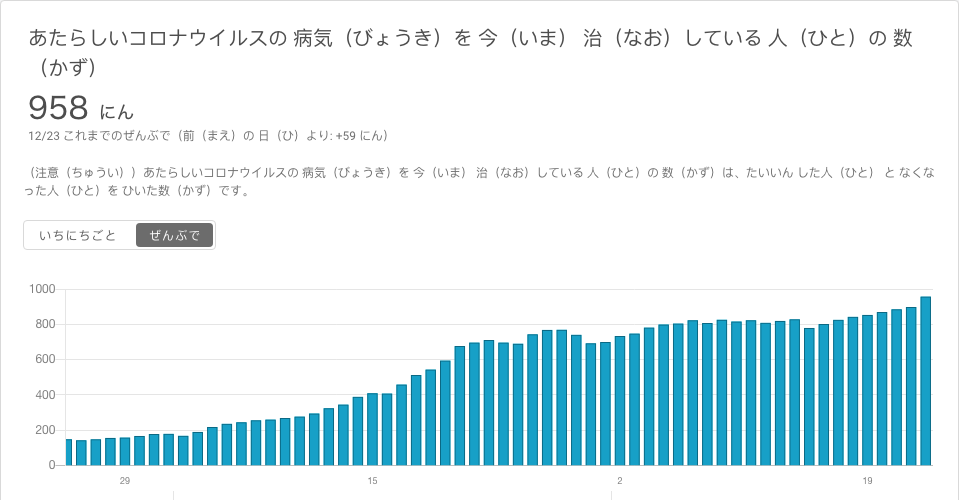 あたらしいコロナウイルスの 病気（びょうき）を 今（いま） 治（なお）している 人（ひと）の 数
（かず）
958 にん
12/23 これまでのぜんぶで（前（まえ）の 日（ひ）より: +59 にん）
（注意（ちゅうい））あたらしいコロナウイルスの 病気（びょうき）を 今（いま） 治（なお）している 人（ひと）の 数（かず）は、たいいん した人（ひと） と なくな
った人（ひと）を ひいた数（かず）です。
いちにちごと ぜんぶで
1000
800
600
400
200
0
29 15 2 19